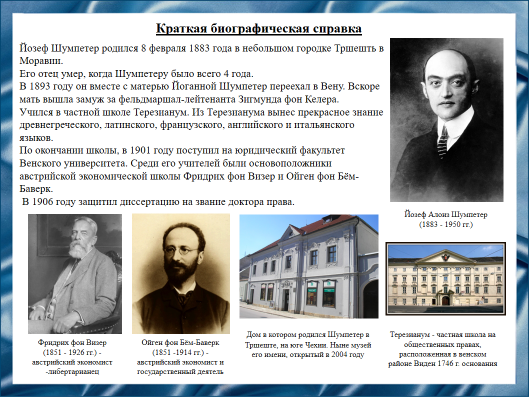 Краткая биографическая справка
Йозеф Шумпетер родился 8 февраля 1883 года в небольшом городке Тршешть в
Моравии.
Его отец умер, когда Шумпетеру было всего 4 года.
В 1893 году он вместе с матерью Йоганной Шумпетер переехал в Вену. Вскоре
мать вышла замуж за фельдмаршал-лейтенанта Зигмунда фон Келера.
Учился в частной школе Терезианум. Из Терезианума вынес прекрасное знание
древнегреческого, латинского, французского, английского и итальянского
языков.
По окончании школы, в 1901 году поступил на юридический факультет
Венского университета. Среди его учителей были основоположники
австрийской экономической школы Фридрих фон Визер и Ойген фон Бём-
Баверк.
В 1906 году защитил диссертацию на звание доктора права.
Йозеф Алоиз Шумпетер
(1883 - 1950 гг.)
Фридрих фон Визер
(1851 - 1926 гг.) -
австрийский экономист
-либертарианец
Ойген фон Бём-Баверк
(1851 -1914 гг.) -
австрийский экономист и
государственный деятель
Дом в котором родился Шумпетер в
Тршеште, на юге Чехии. Ныне музей
его имени, открытый в 2004 году
Терезианум - частная школа на
общественных правах,
расположенная в венском
районе Виден 1746 г. основания